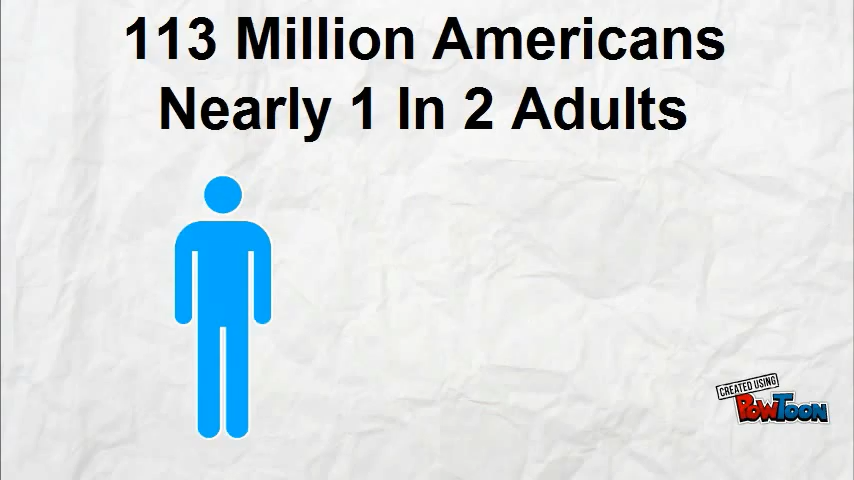 113 Million Americans
Nearly 1 In 2 Adults
CREATED USING
POWTOON